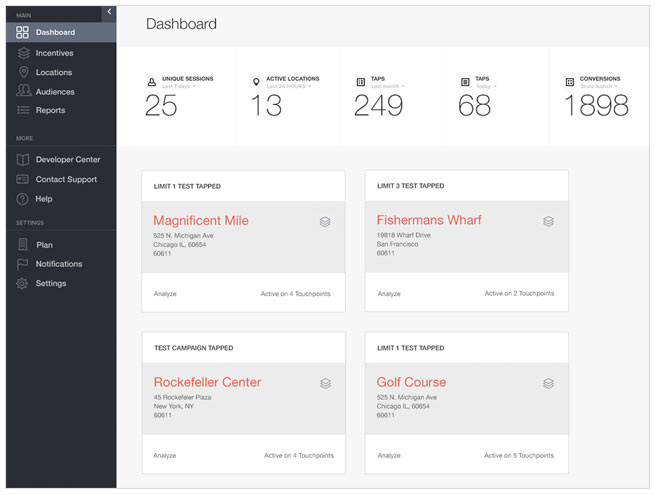 MAIN
Dashboard
Incentives
Locations
Audiences
Reports
MORE
Developer Center
Contact Support
Help
SETTINGS
Plan
Notifications
Settings
Dashboard
UNIQUE SESSIONS
Last 7 days
25
ACTIVE LOCATIONS
Last 24 HOURS
13
TAPS
Last month
249
TAPS
Today
68
CONVERSIONS
Since launch
1898
LIMIT 1 TEST TAPPED
Magnificent Mile
525 N. Michigan Ave
Chicago IL, 60654
60611
Analyze Active on 4 Touchpoints
LIMIT 3 TEST TAPPED
Fishermans Wharf
19818 Wharf Drive
San Francisco
60611
Analyze Active on 2 Touchpoints
TEST CAMPAIGN TAPPED
Rockefeller Center
45 Rockefeler Plaza
New York, NY
60611
Analyze Active on 4 Touchpoints
LIMIT 1 TEST TAPPED
Golf Course
525 N. Michigan Ave
Chicago IL, 60654
60611
Analyze Active on 5 Touchpoints